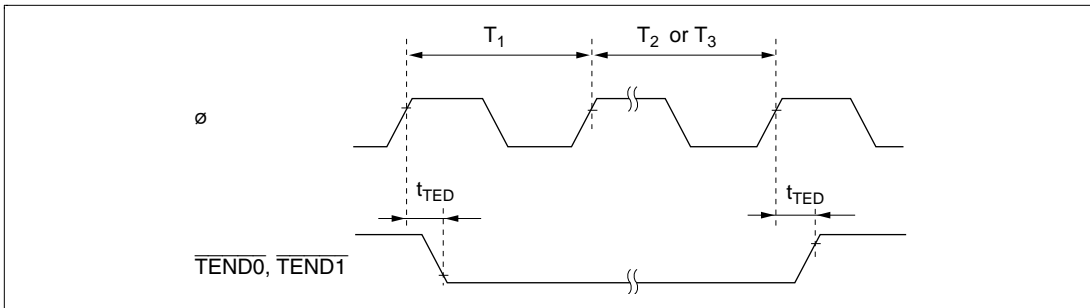 T₁ T₂ or T₃
ø
tTED tTED
TEND0, TEND1